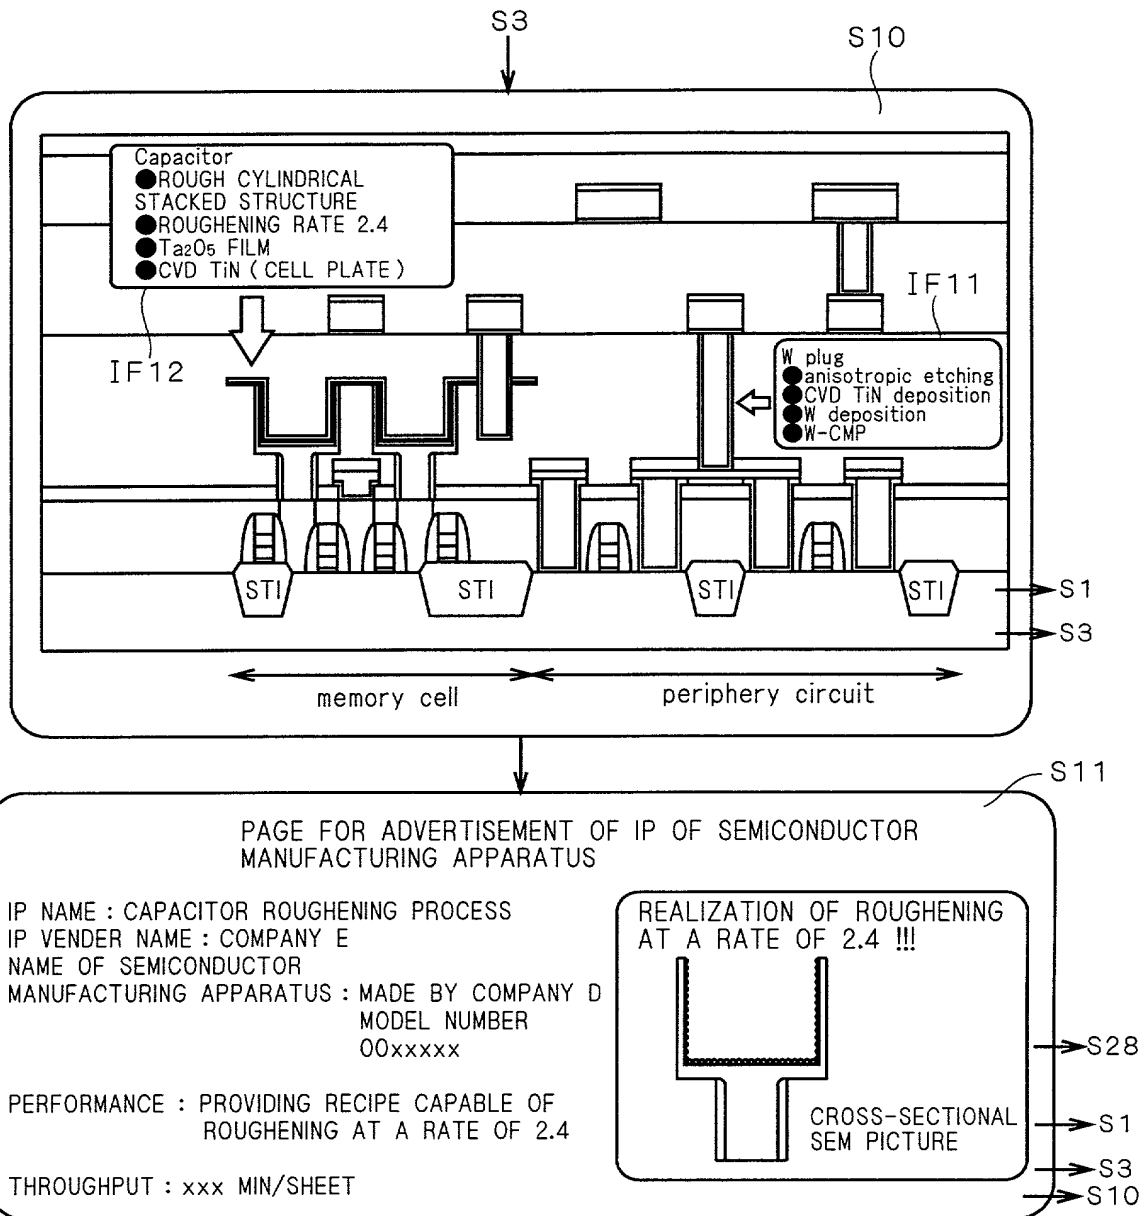 S3
S10
Capacitor
●ROUGH CYLINDRICAL
STACKED STRUCTURE
●ROUGHENING RATE 2.4
●Ta₂O₅ FILM
●CVD TiN ( CELL PLATE )
IF12
IF11
W plug
●anisotropic etching
●CVD TiN deposition
●W deposition
●W-CMP
STI
STI
STI
STI
S1
S3
memory cell
periphery circuit
S11
PAGE FOR ADVERTISEMENT OF IP OF SEMICONDUCTOR
MANUFACTURING APPARATUS
IP NAME : CAPACITOR ROUGHENING PROCESS
IP VENDER NAME : COMPANY E
NAME OF SEMICONDUCTOR
MANUFACTURING APPARATUS : MADE BY COMPANY D
MODEL NUMBER
OOxxxxx
PERFORMANCE : PROVIDING RECIPE CAPABLE OF
ROUGHENING AT A RATE OF 2.4
THROUGHPUT : xxx MIN/SHEET
REALIZATION OF ROUGHENING
AT A RATE OF 2.4 !!!
CROSS-SECTIONAL
SEM PICTURE
S28
S1
S3
S10